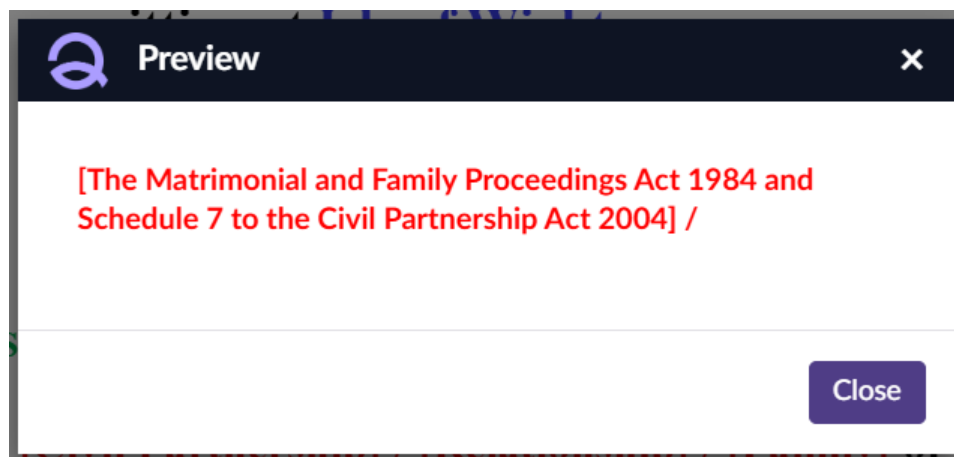 Preview
[The Matrimonial and Family Proceedings Act 1984 and
Schedule 7 to the Civil Partnership Act 2004] /
Close